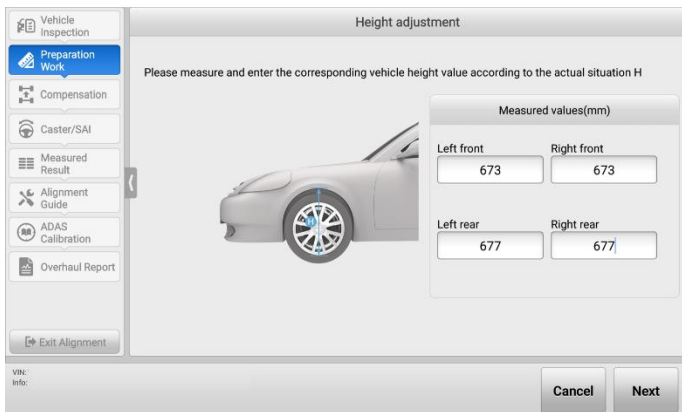 Vehicle
Inspection
Preparation
Work
Compensation
Caster/SAI
Measured
Result
Alignment
Guide
ADAS
Calibration
Overhaul Report
Exit Alignment
Height adjustment
Please measure and enter the corresponding vehicle height value according to the actual situation H
H
Measured values(mm)
Left front Right front
673 673
Left rear Right rear
677 677
VIN:
Info:
Cancel Next